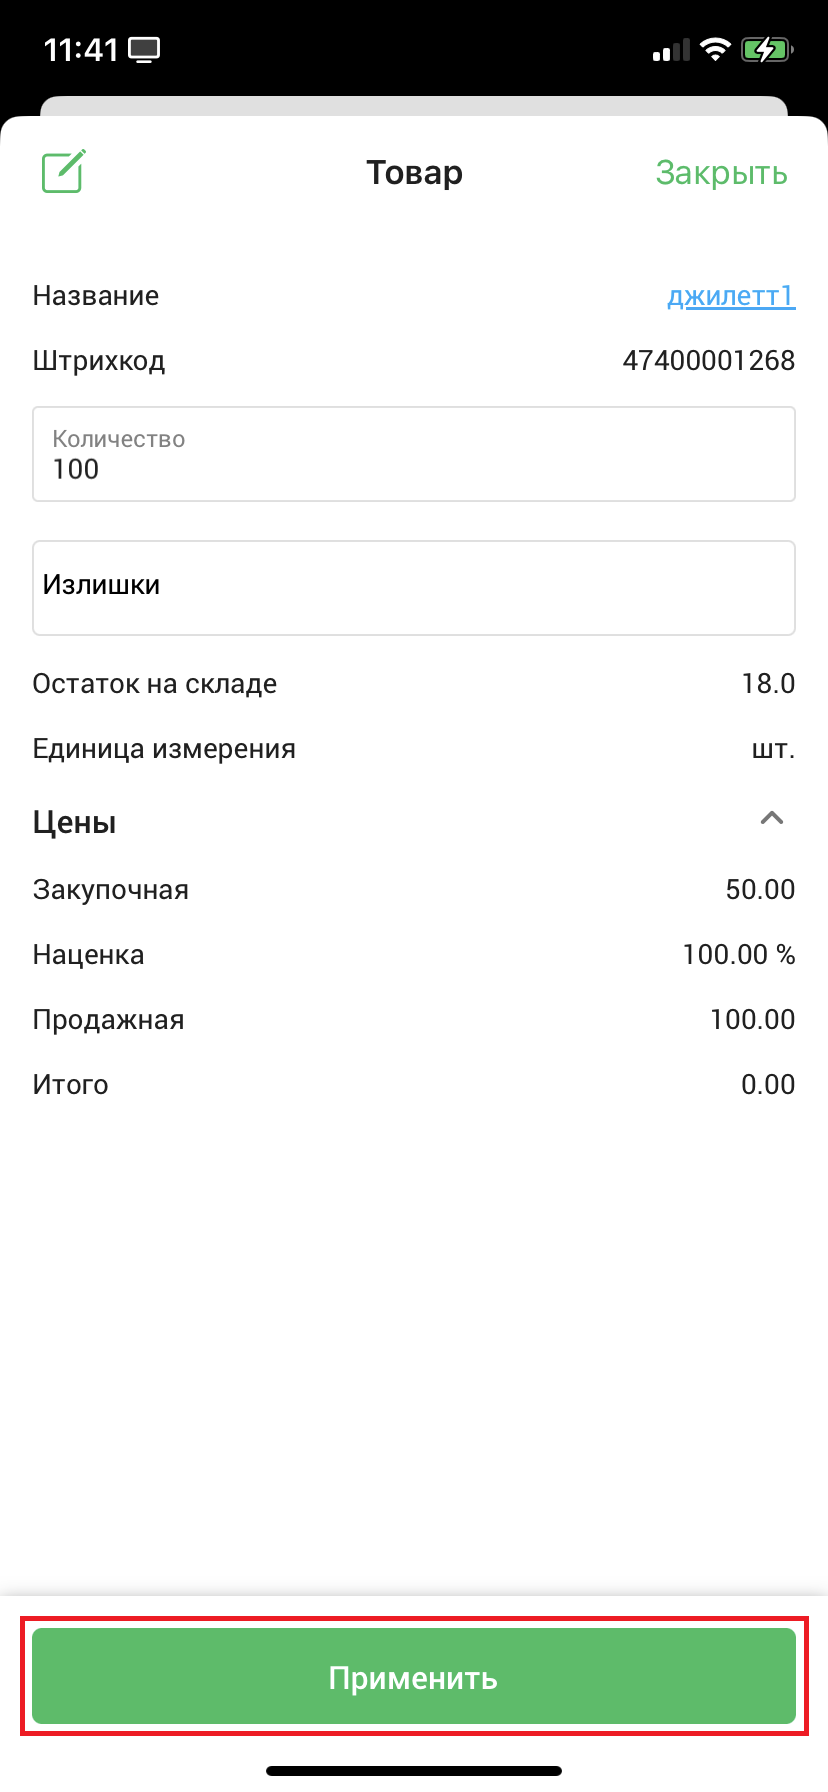 11:41
Товар
Закрыть
Название джилетт1
Штрихкод 47400001268
Количество
100
Излишки
Остаток на складе 18.0
Единица измерения шт.
Цены
Закупочная 50.00
Наценка 100.00 %
Продажная 100.00
Итого 0.00
Применить